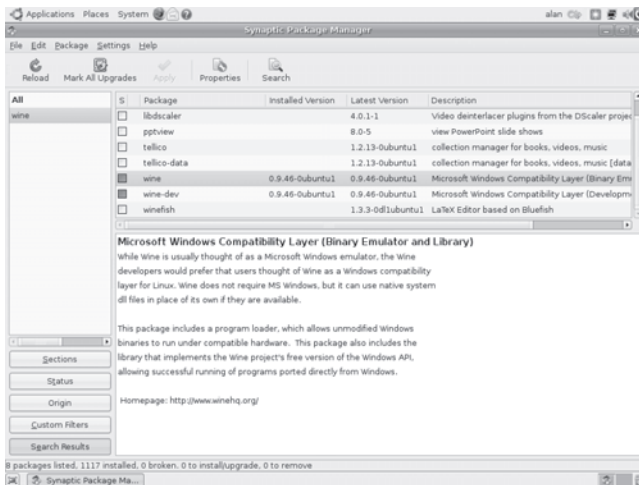 Applications Places System alan
Synaptic Package Manager
File Edit Package Settings Help
Reload Mark All Upgrades Apply Properties Search
All
wine
S Package Installed Version Latest Version Description
libdscaler 4.0.1-1 Video deinterlacer plugins from the DScaler projec
pptview 8.0-5 view PowerPoint slide shows
tellico 1.2.13-0ubuntu1 collection manager for books, videos, music
tellico-data 1.2.13-0ubuntu1 collection manager for books, videos, music [data
wine 0.9.46-0ubuntu1 0.9.46-0ubuntu1 Microsoft Windows Compatibility Layer (Binary Em
wine-dev 0.9.46-0ubuntu1 0.9.46-0ubuntu1 Microsoft Windows Compatibility Layer (Developm
winefish 1.3.3-0dl1ubuntu1 LaTeX Editor based on Bluefish
Microsoft Windows Compatibility Layer (Binary Emulator and Library)
While Wine is usually thought of as a Microsoft Windows emulator, the Wine
developers would prefer that users thought of Wine as a Windows compatibility
layer for Linux. Wine does not require MS Windows, but it can use native system
dll files in place of its own if they are available.
This package includes a program loader, which allows unmodified Windows
binaries to run under compatible hardware. This package also includes the
library that implements the Wine project's free version of the Windows API,
allowing successful running of programs ported directly from Windows.
Homepage: http://www.winehq.org/
Sections
Status
Origin
Custom Filters
Search Results
8 packages listed, 1117 installed, 0 broken. 0 to install/upgrade, 0 to remove
Synaptic Package Ma...